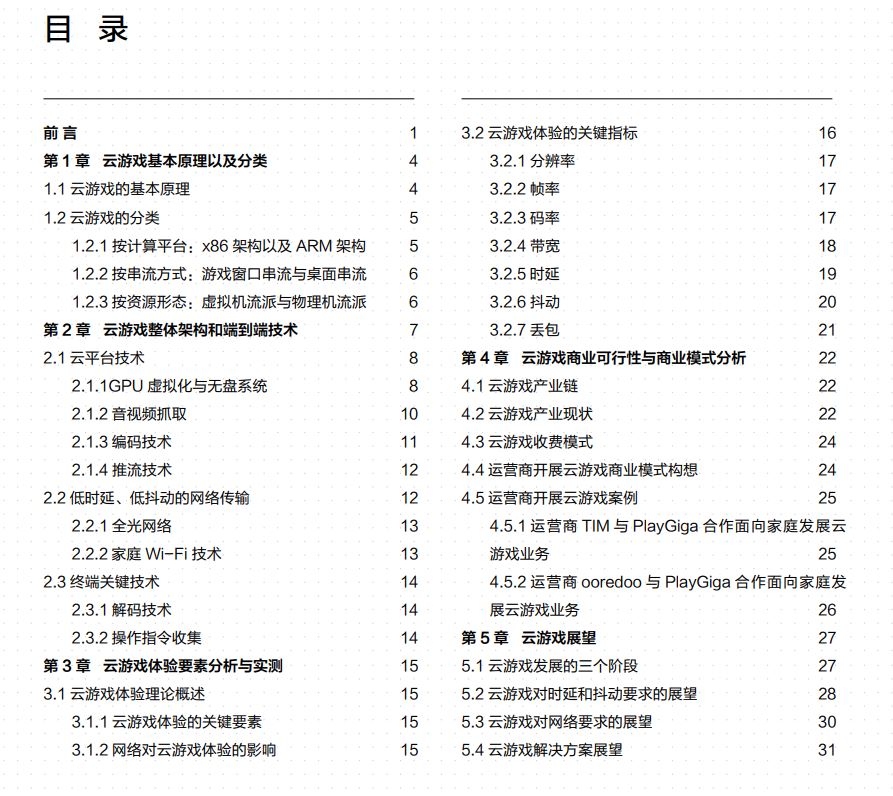 目 录
前 言 1
第 1 章 云游戏基本原理以及分类 4
1.1 云游戏的基本原理 4
1.2 云游戏的分类 5
1.2.1 按计算平台：x86 架构以及 ARM 架构 5
1.2.2 按串流方式：游戏窗口串流与桌面串流 6
1.2.3 按资源形态：虚拟机流派与物理机流派 6
第 2 章 云游戏整体架构和端到端技术 7
2.1 云平台技术 8
2.1.1GPU 虚拟化与无盘系统 8
2.1.2 音视频抓取 10
2.1.3 编码技术 11
2.1.4 推流技术 12
2.2 低时延、低抖动的网络传输 12
2.2.1 全光网络 13
2.2.2 家庭 Wi-Fi 技术 13
2.3 终端关键技术 14
2.3.1 解码技术 14
2.3.2 操作指令收集 14
第 3 章 云游戏体验要素分析与实测 15
3.1 云游戏体验理论概述 15
3.1.1 云游戏体验的关键要素 15
3.1.2 网络对云游戏体验的影响 15
3.2 云游戏体验的关键指标 16
3.2.1 分辨率 17
3.2.2 帧率 17
3.2.3 码率 17
3.2.4 带宽 18
3.2.5 时延 19
3.2.6 抖动 20
3.2.7 丢包 21
第 4 章 云游戏商业可行性与商业模式分析 22
4.1 云游戏产业链 22
4.2 云游戏产业现状 22
4.3 云游戏收费模式 24
4.4 运营商开展云游戏商业模式构想 24
4.5 运营商开展云游戏案例 25
4.5.1 运营商 TIM 与 PlayGiga 合作面向家庭发展云
游戏业务 25
4.5.2 运营商 ooredoo 与 PlayGiga 合作面向家庭发
展云游戏业务 26
第 5 章 云游戏展望 27
5.1 云游戏发展的三个阶段 27
5.2 云游戏对时延和抖动要求的展望 28
5.3 云游戏对网络要求的展望 30
5.4 云游戏解决方案展望 31